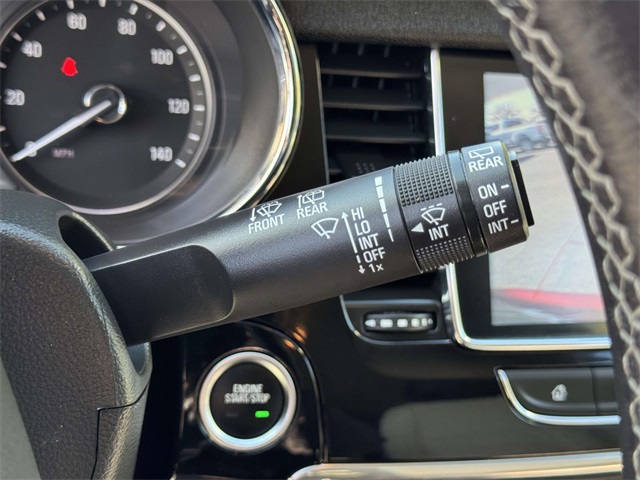 60
80
40
100
20
120
140
MPH
FRONT
REAR
HI
LO
INT
OFF
1x
INT
REAR
ON
OFF
INT
ENGINE
START/STOP